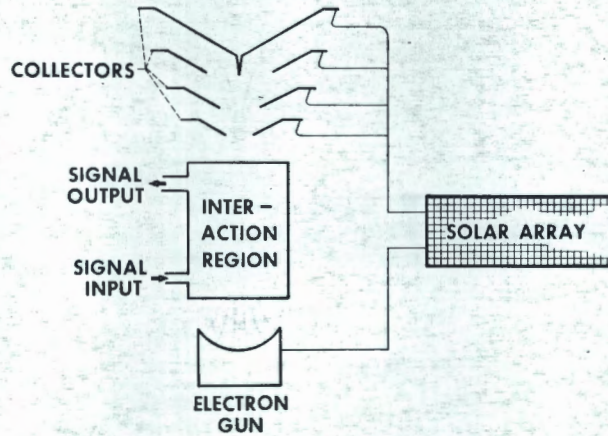 COLLECTORS
SIGNAL
OUTPUT
INTER –
ACTION
REGION
SIGNAL
INPUT
SOLAR ARRAY
ELECTRON
GUN